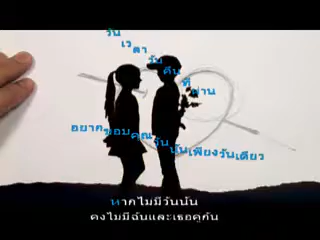 วันเวลาวันคืนที่ผ่าน
อยากขอบคุณวันนั้นเพียงวันเดียว
หากไม่มีวันนั้น
คงไม่มีฉันและเธอคู่กัน